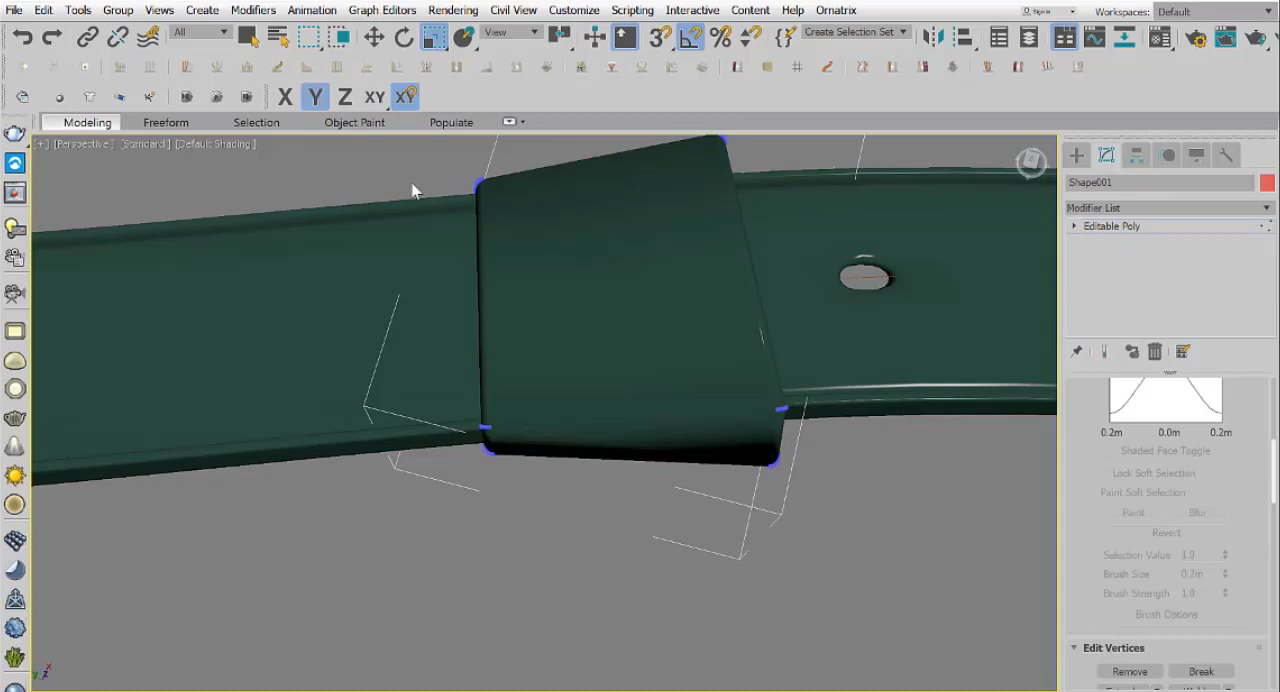 File Edit Tools Group Views Create Modifiers Animation Graph Editors Rendering Civil View Customize Scripting Interactive Content Help Ornatrix Sign In Workspaces: Default
All View Create Selection Set
X Y Z XY XY
Modeling Freeform Selection Object Paint Populate
[+] [Perspective] [Standard] [Default Shading]
Shape001
Modifier List
Editable Poly
0.2m 0.0m 0.2m
Shaded Face Toggle
Lock Soft Selection
Paint Soft Selection
Paint Blur
Revert
Selection Value 1.0
Brush Size 0.2m
Brush Strength 1.0
Brush Options
Edit Vertices
Remove Break